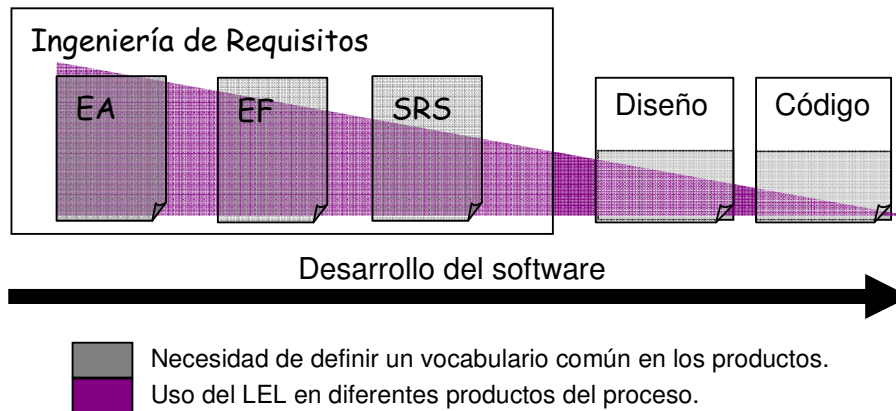 Ingeniería de Requisitos
EA
EF
SRS
Diseño
Código
Desarrollo del software
Necesidad de definir un vocabulario común en los productos.
Uso del LEL en diferentes productos del proceso.